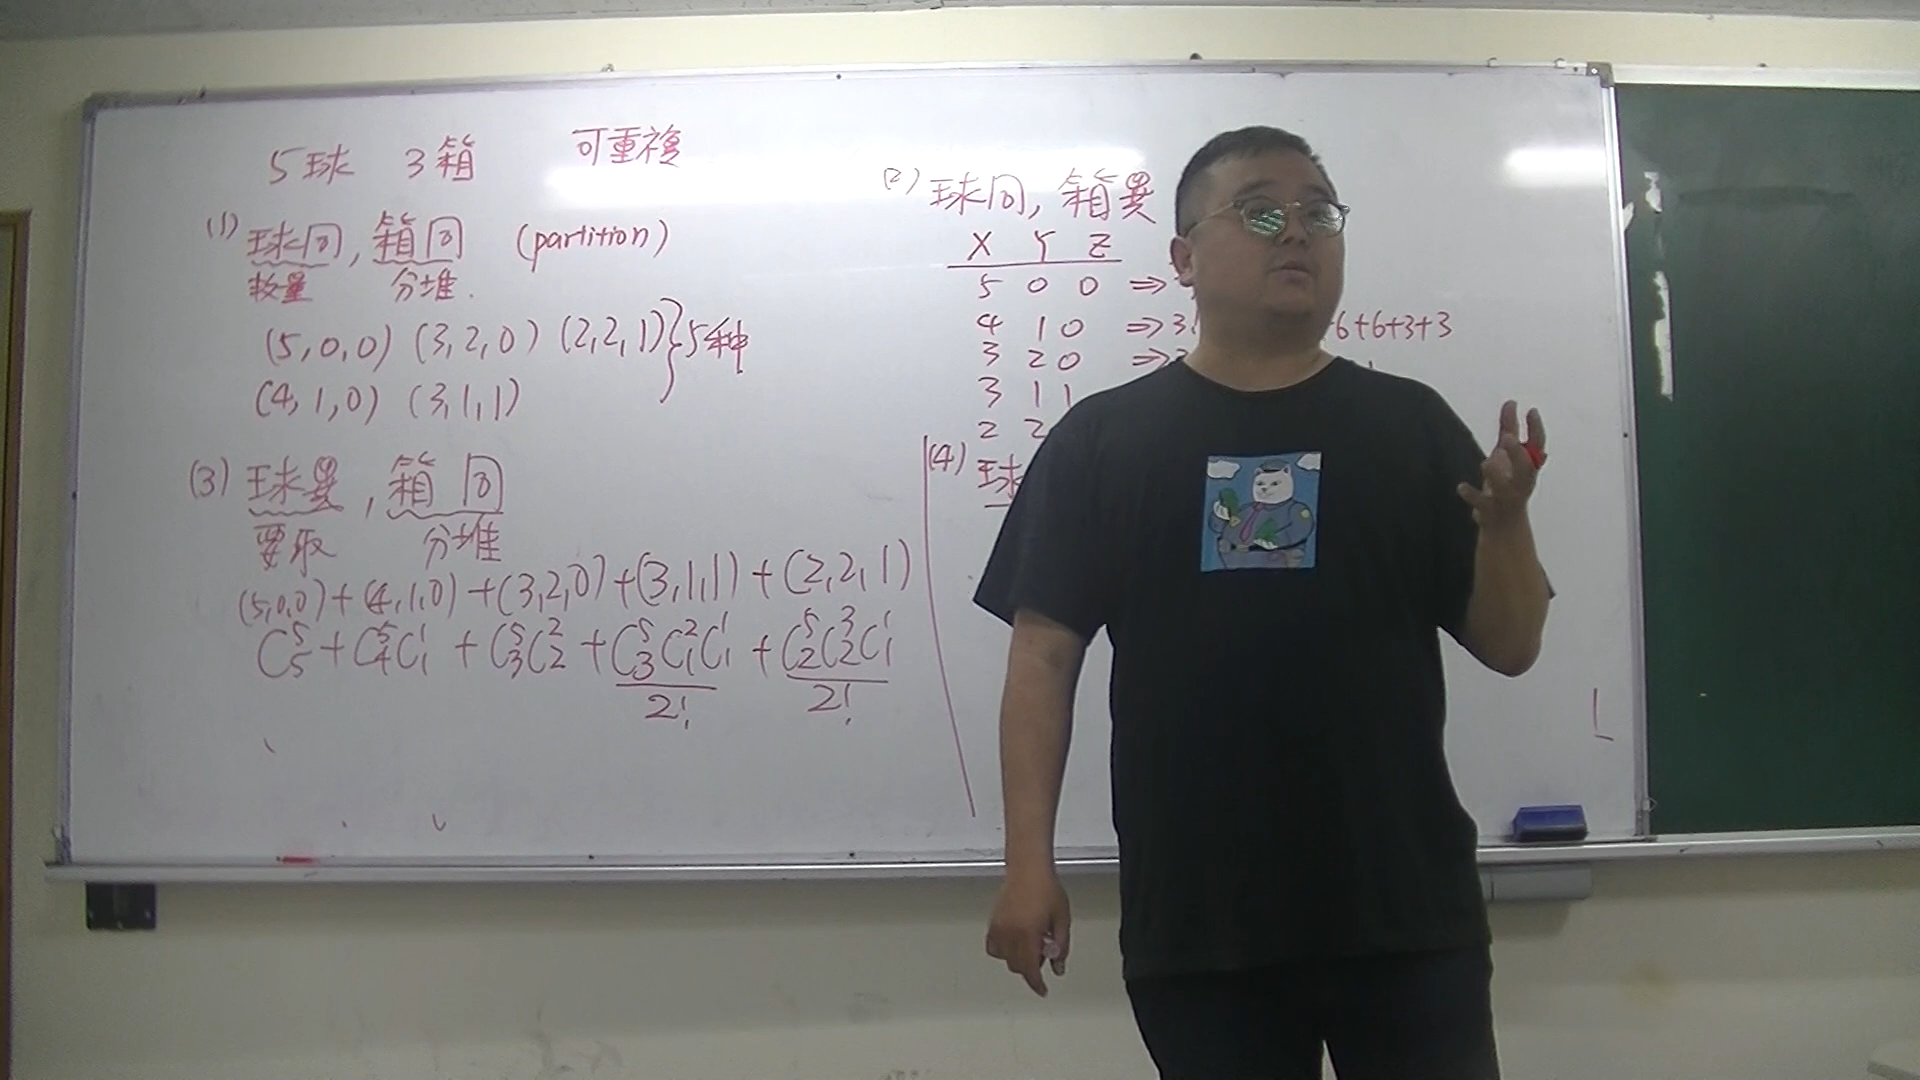 5球 3箱 可重複
(1) 球同, 箱同 (partition)
數量 分堆.
(5,0,0) (3,2,0) (2,2,1) } 5种
(4,1,0) (3,1,1)
(2) 球同, 箱異
X Y Z
5 0 0 ⇒
4 1 0 ⇒ 3! +6+6+3+3
3 2 0 ⇒
3 1 1
2 2
(3) 球異, 箱同
要取 分堆
(5,0,0) + (4,1,0) + (3,2,0) + (3,1,1) + (2,2,1)
C⁵₅ + C⁵₄C¹₁ + C⁵₃C²₂ + C⁵₃C²₁C¹₁/2! + C⁵₂C³₂C¹₁/2!
(4) 球